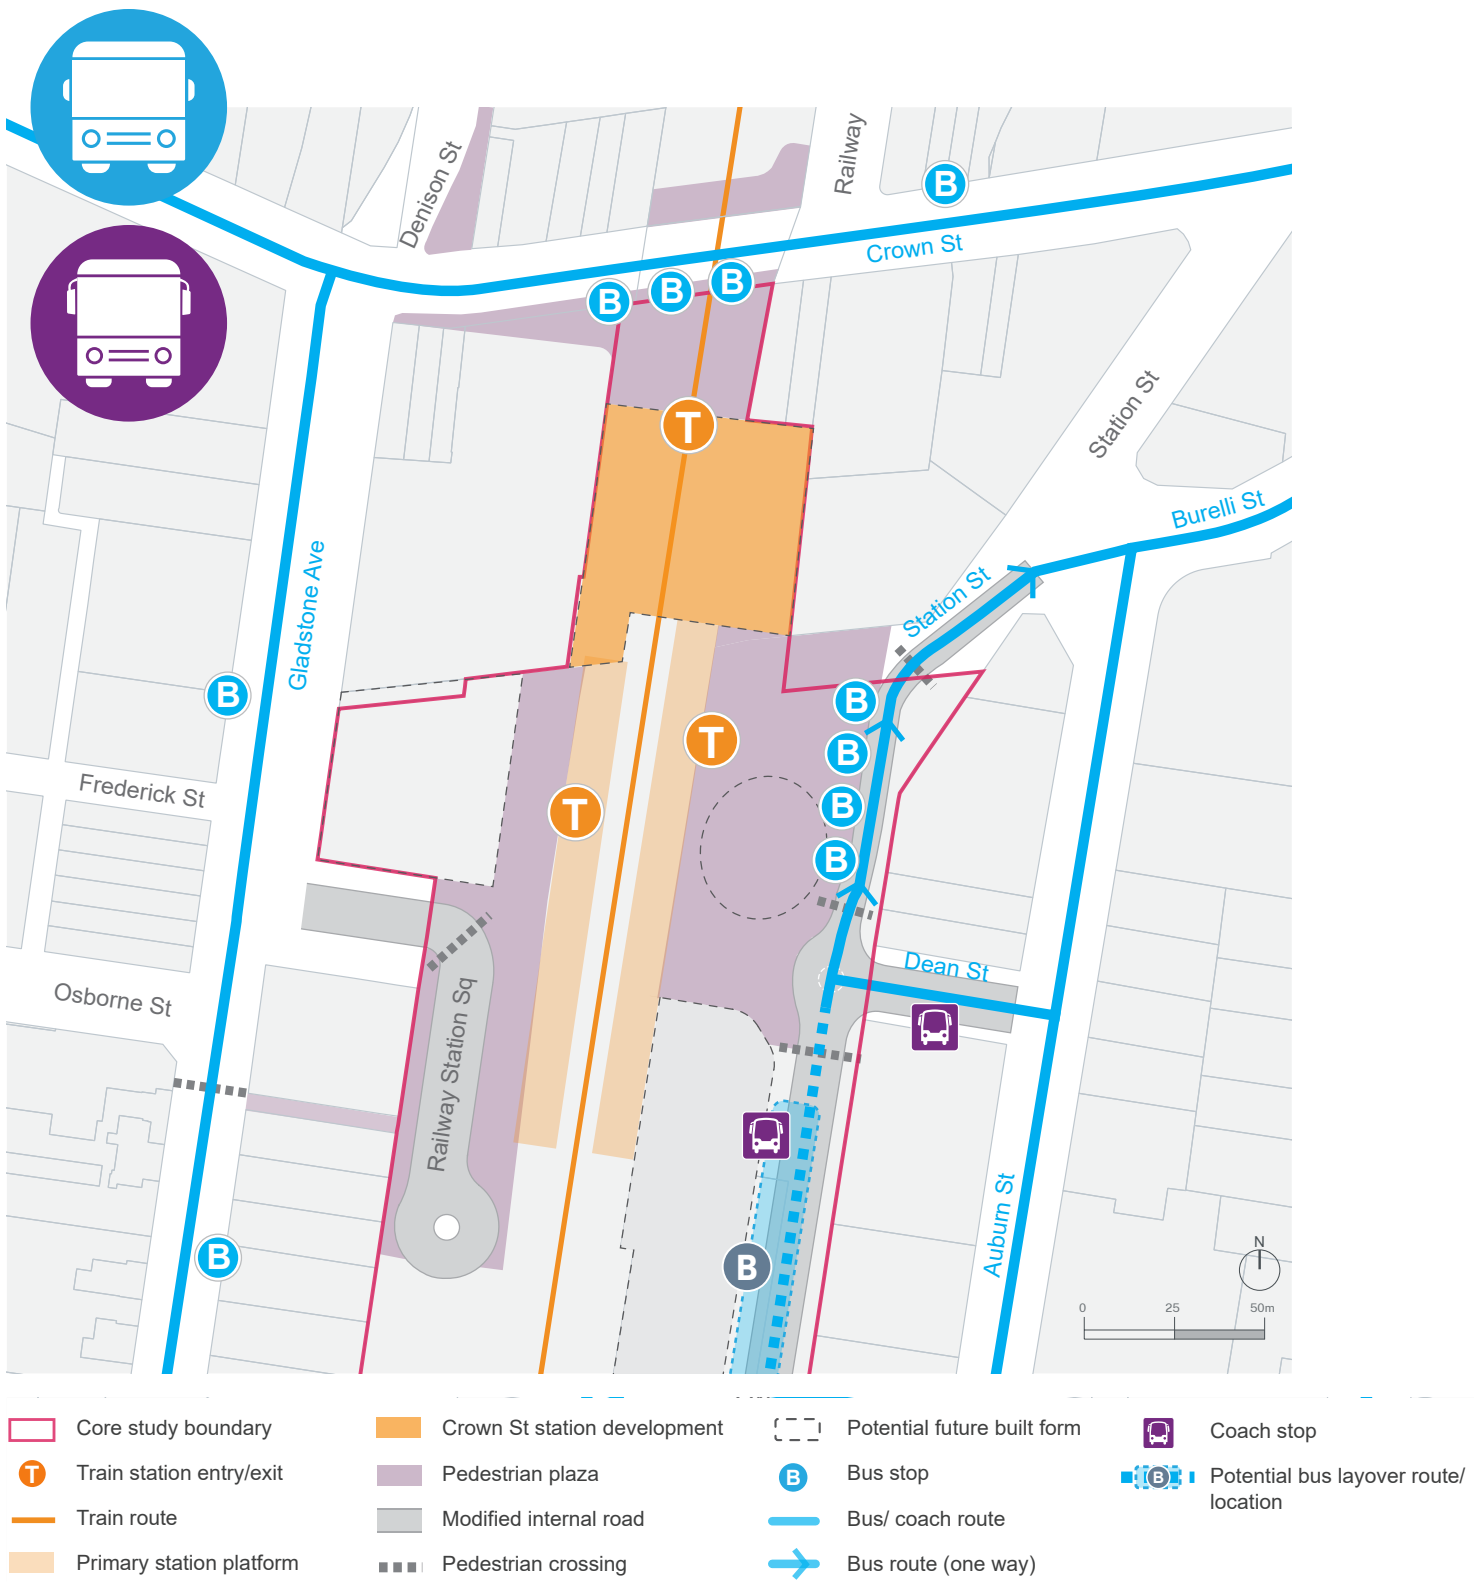 Denison St
Railway
B
Crown St
B
B
B
T
Station St
Burelli St
Gladstone Ave
Station St
B
B
T
B
Frederick St
T
B
B
Dean St
Osborne St
Railway Station Sq
Auburn St
B
B
N
0 25 50m
Core study boundary
Crown St station development
Potential future built form
Coach stop
T Train station entry/exit
Pedestrian plaza
B Bus stop
B Potential bus layover route/
location
Train route
Modified internal road
Bus/ coach route
Primary station platform
Pedestrian crossing
Bus route (one way)